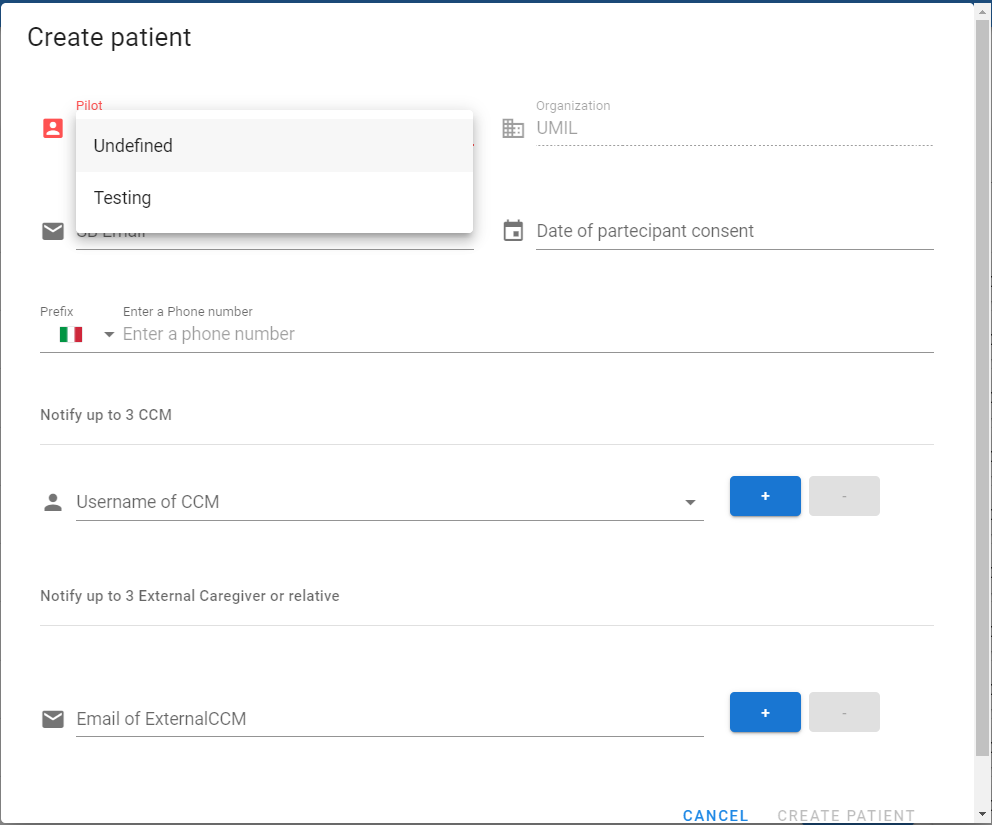 Create patient
Pilot
Undefined
Testing
Organization
UMIL
Email
Date of partecipant consent
Prefix
Enter a Phone number
Enter a phone number
Notify up to 3 CCM
Username of CCM
+
-
Notify up to 3 External Caregiver or relative
Email of ExternalCCM
+
-
CANCEL
CREATE PATIENT